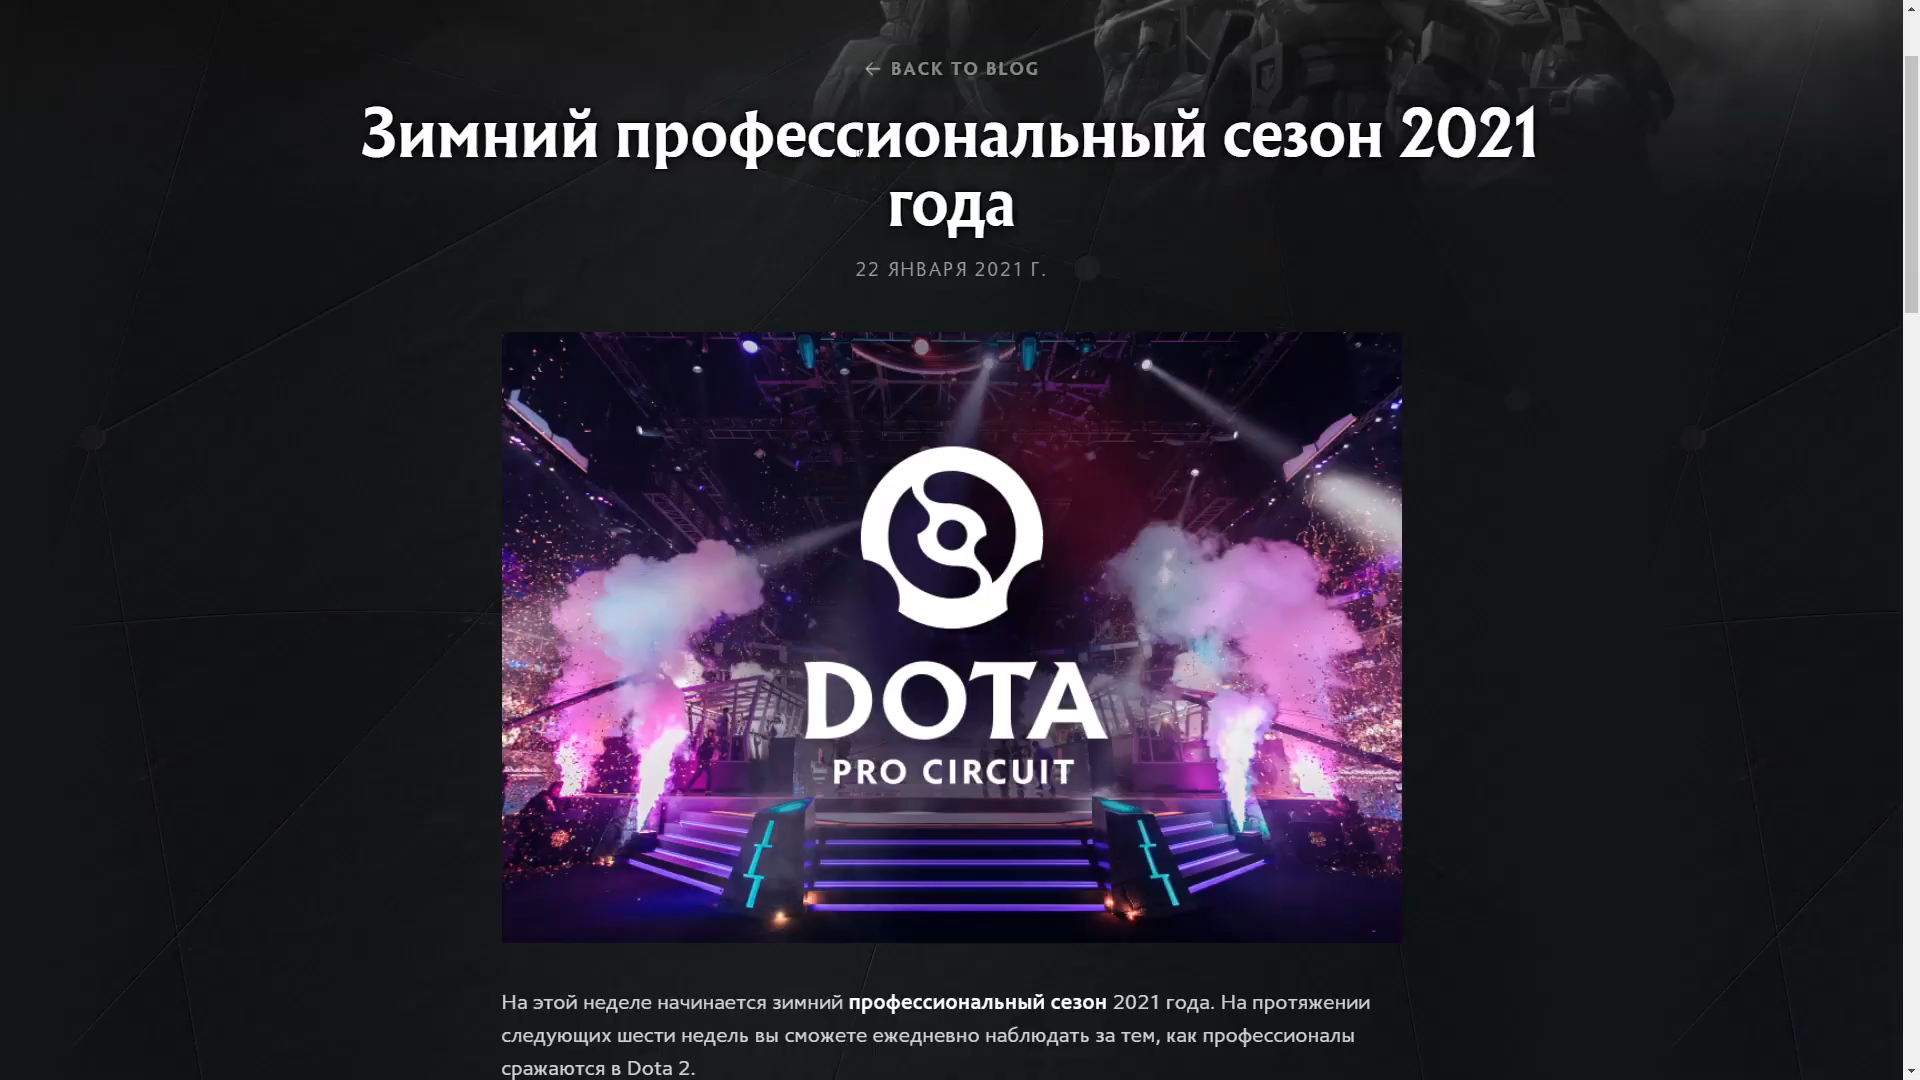 ← BACK TO BLOG
Зимний профессиональный сезон 2021
года
22 ЯНВАРЯ 2021 Г.
DOTA
PRO CIRCUIT
На этой неделе начинается зимний профессиональный сезон 2021 года. На протяжении
следующих шести недель вы сможете ежедневно наблюдать за тем, как профессионалы
сражаются в Dota 2.